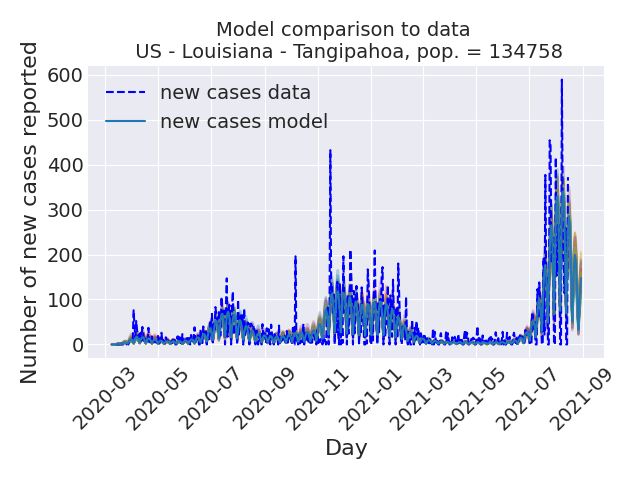 Model comparison to data
US - Louisiana - Tangipahoa, pop. = 134758
Number of new cases reported
600
500
400
300
200
100
0
new cases data
new cases model
2020-03
2020-05
2020-07
2020-09
2020-11
2021-01
2021-03
2021-05
2021-07
2021-09
Day